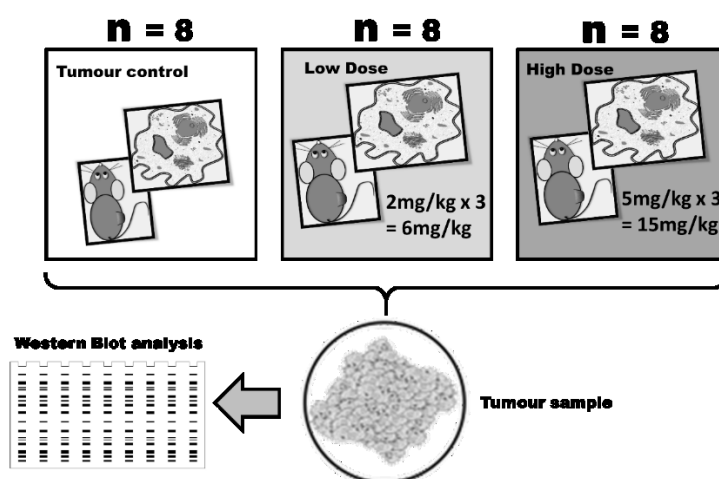 n = 8
n = 8
n = 8
Tumour control
Low Dose
High Dose
2mg/kg x 3
= 6mg/kg
5mg/kg x 3
= 15mg/kg
Western Blot analysis
Tumour sample